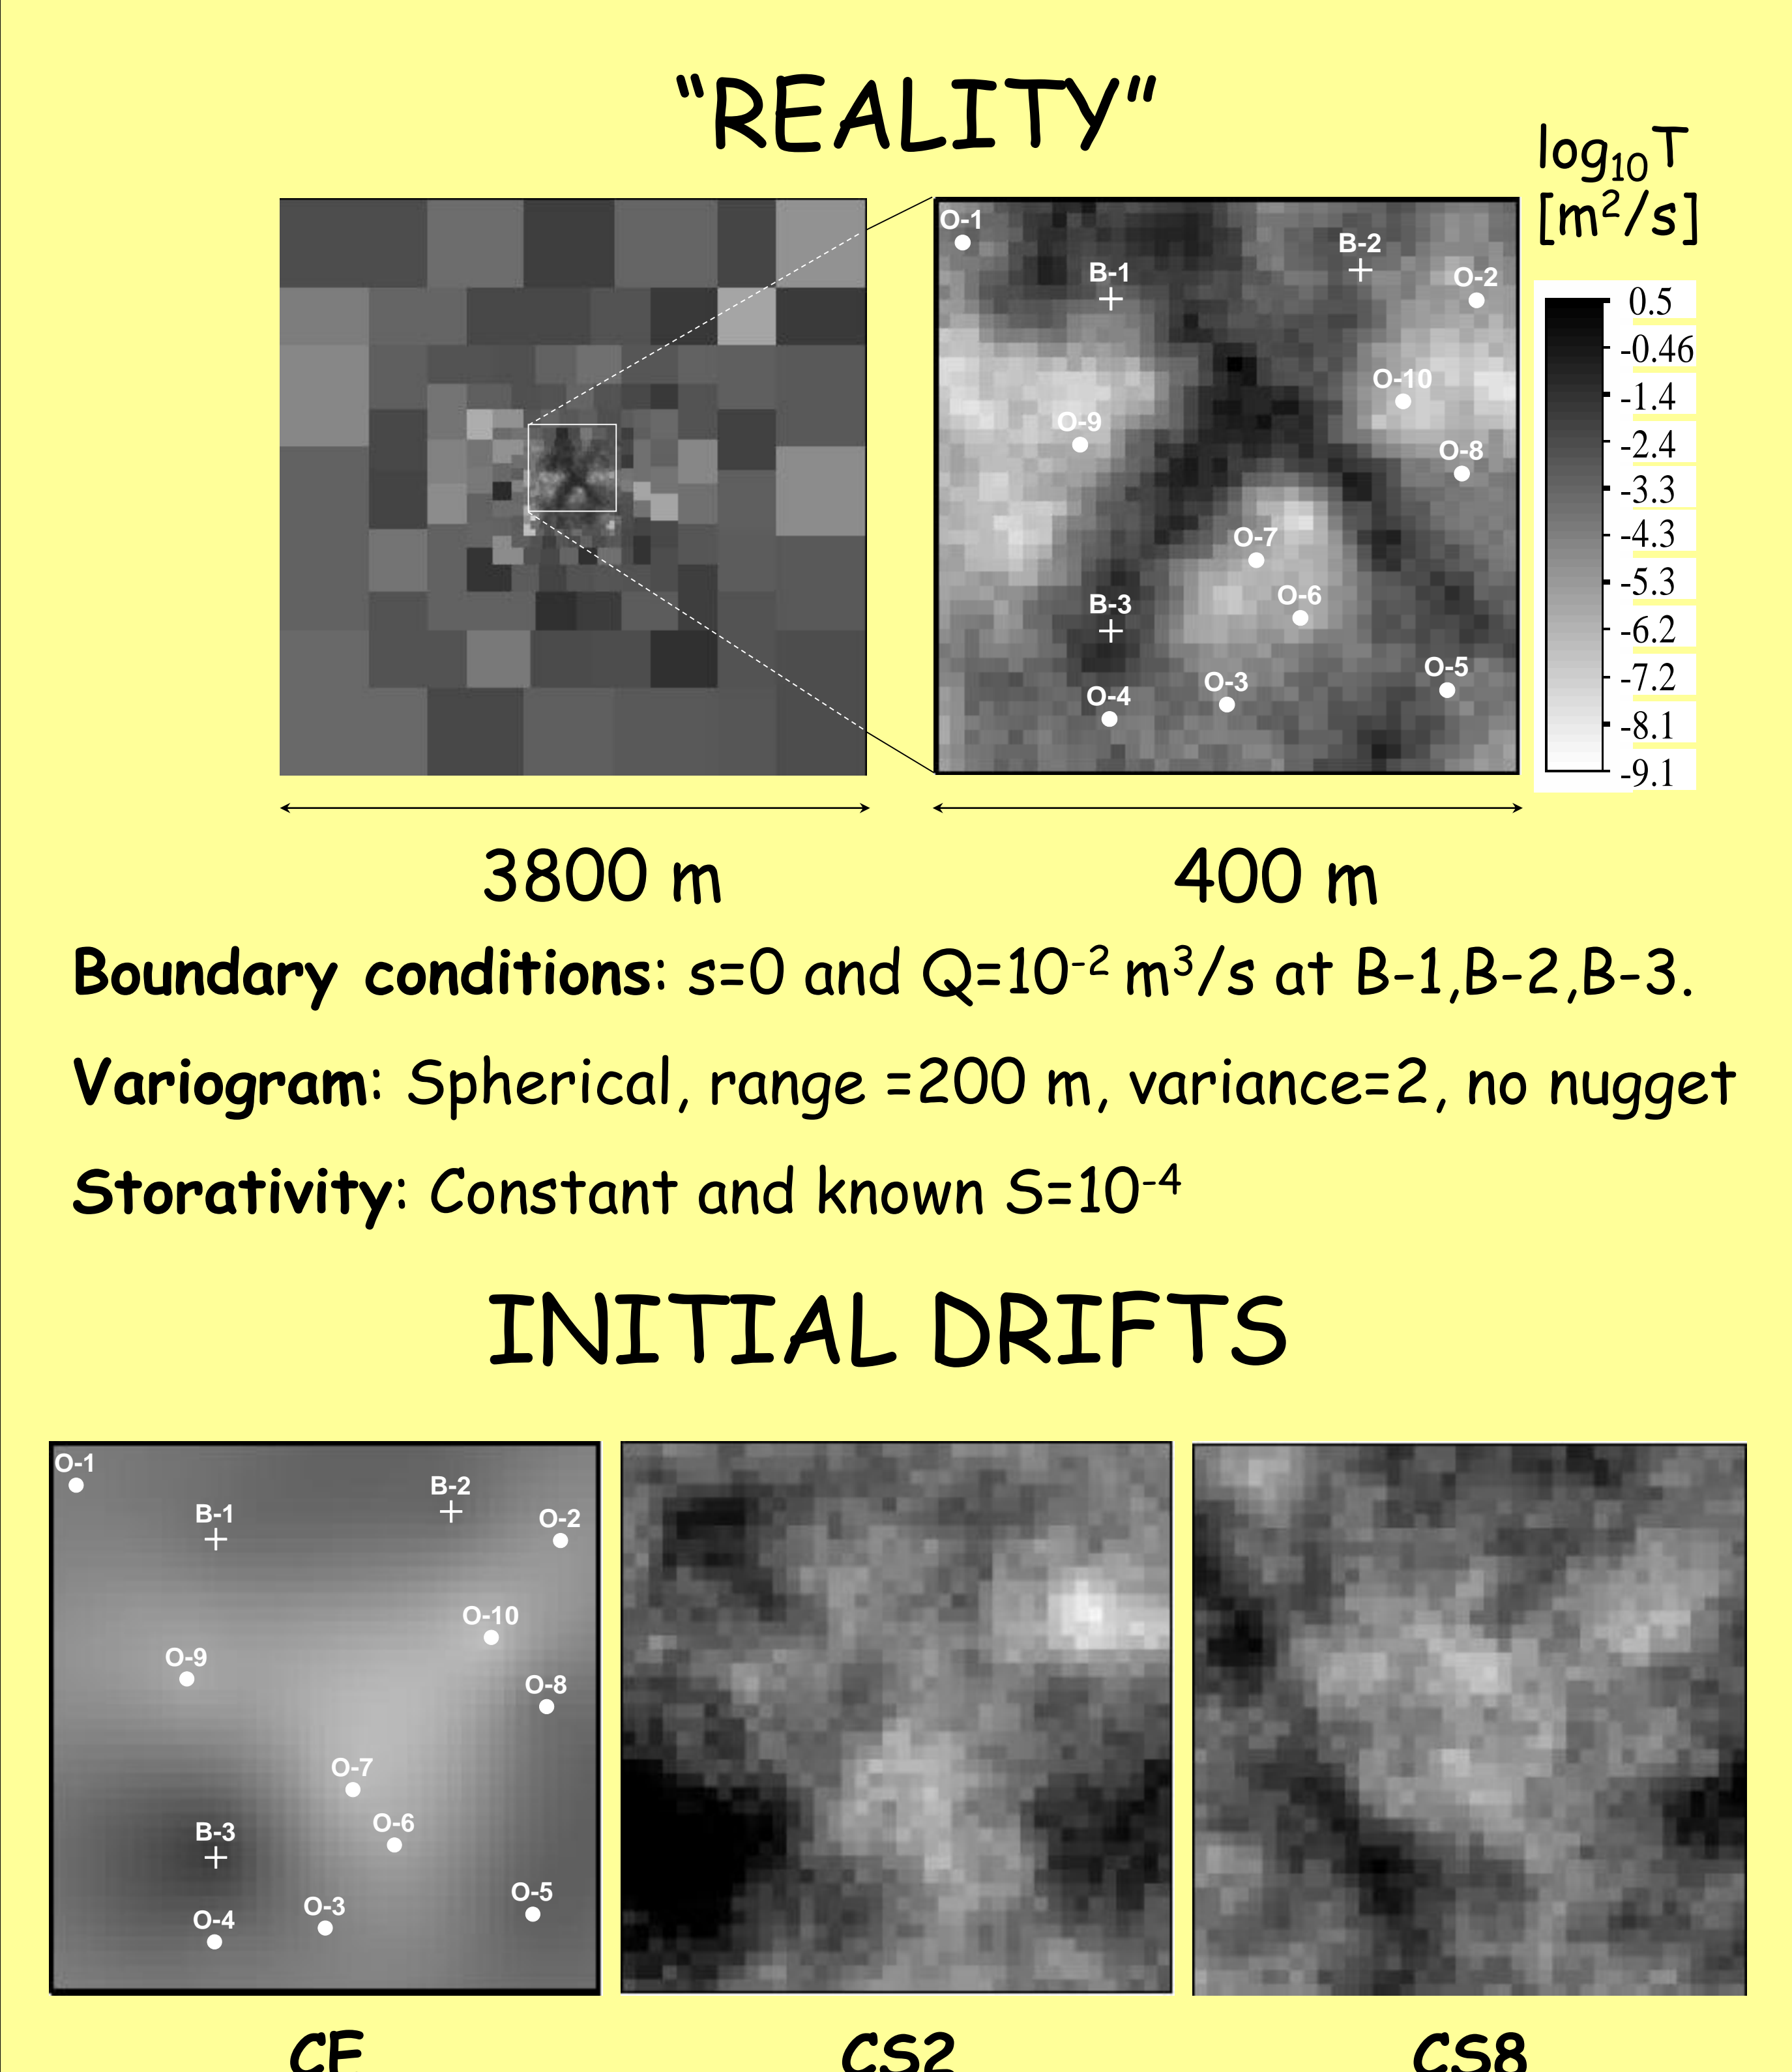 “REALITY”
log₁₀T
[m²/s]
O-1
B-2
B-1
O-2
O-10
O-9
O-8
O-7
O-6
B-3
O-5
O-3
O-4
0.5
-0.46
-1.4
-2.4
-3.3
-4.3
-5.3
-6.2
-7.2
-8.1
-9.1
3800 m
400 m
Boundary conditions: s=0 and Q=10⁻² m³/s at B-1,B-2,B-3.
Variogram: Spherical, range =200 m, variance=2, no nugget
Storativity: Constant and known S=10⁻⁴
INITIAL DRIFTS
O-1
B-2
B-1
O-2
O-10
O-9
O-8
O-7
O-6
B-3
O-5
O-3
O-4
CE
CS2
CS8